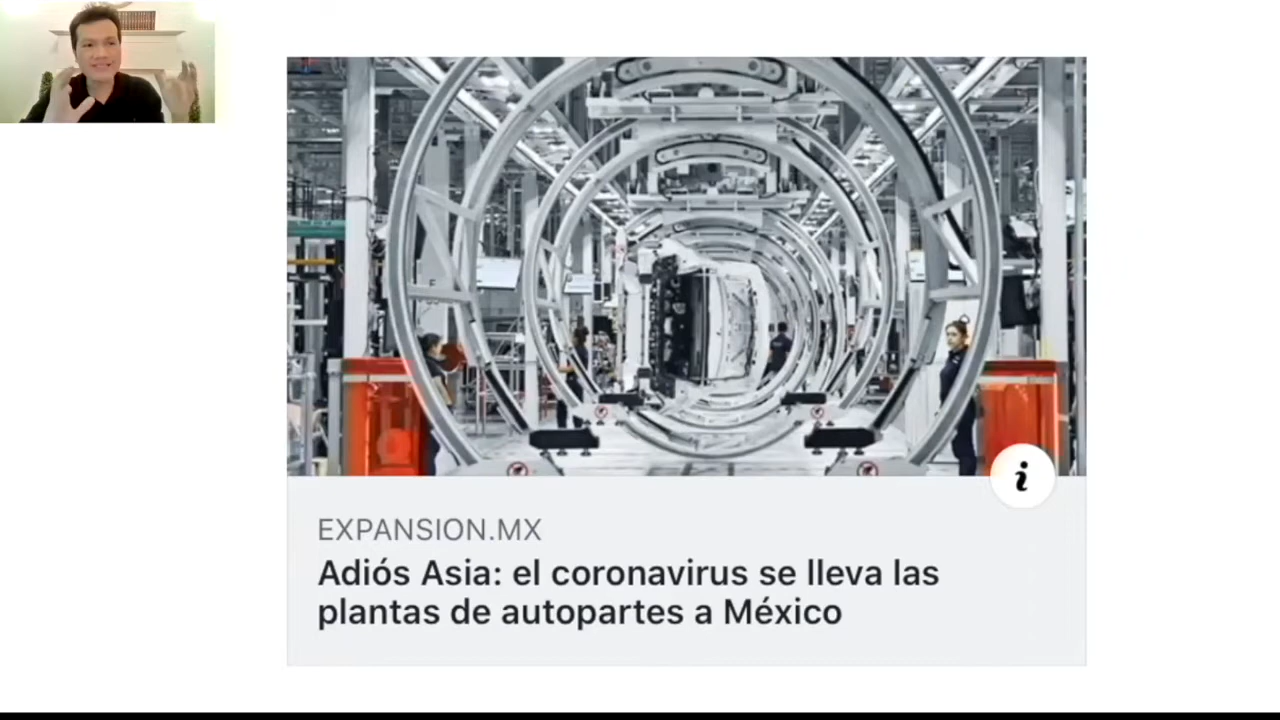 EXPANSION.MX
Adiós Asia: el coronavirus se lleva las
plantas de autopartes a México